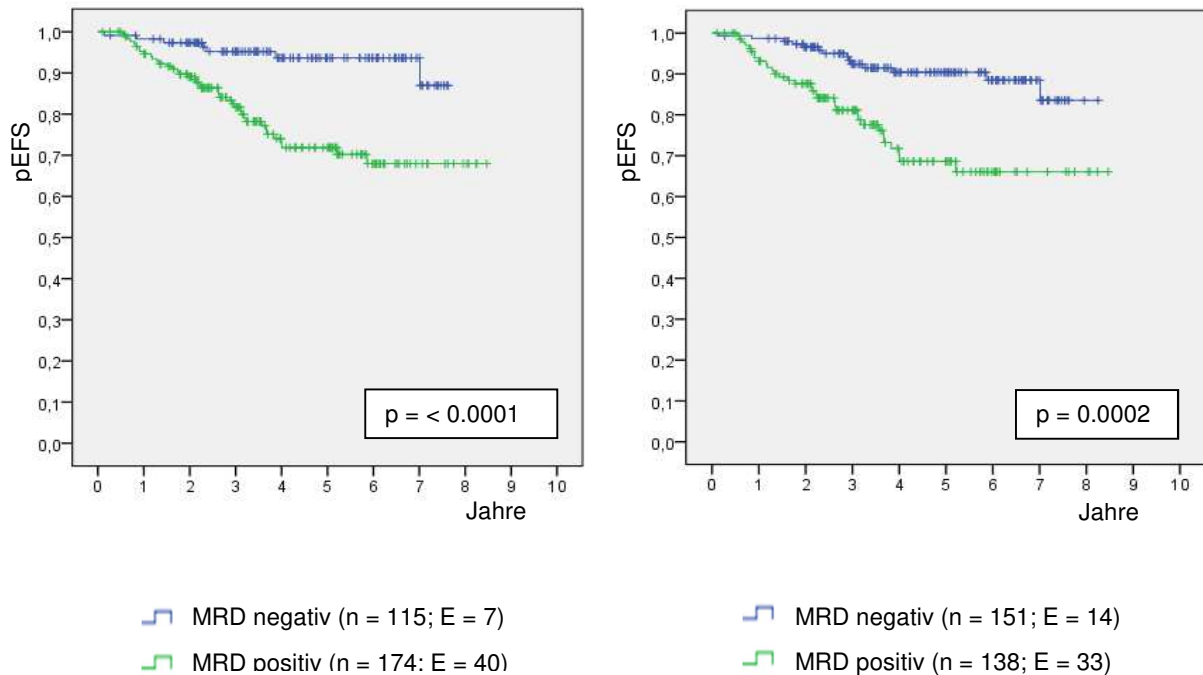 1,0
0,9
0,8
0,7
0,6
0,5
0,4
0,3
0,2
0,1
0,0
pEFS
p = < 0.0001
0 1 2 3 4 5 6 7 8 9 10
Jahre
MRD negativ (n = 115; E = 7)
MRD positiv (n = 174; E = 40)
1,0
0,9
0,8
0,7
0,6
0,5
0,4
0,3
0,2
0,1
0,0
pEFS
p = 0.0002
0 1 2 3 4 5 6 7 8 9 10
Jahre
MRD negativ (n = 151; E = 14)
MRD positiv (n = 138; E = 33)